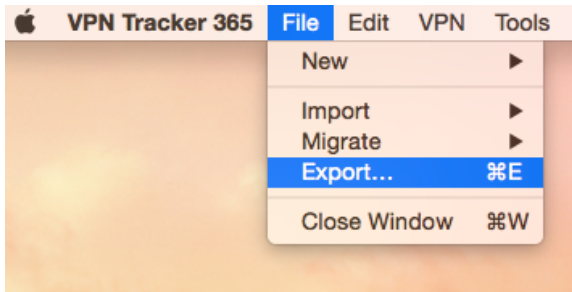 VPN Tracker 365 File Edit VPN Tools
New ▶
Import ▶
Migrate ▶
Export... ⌘E
Close Window ⌘W